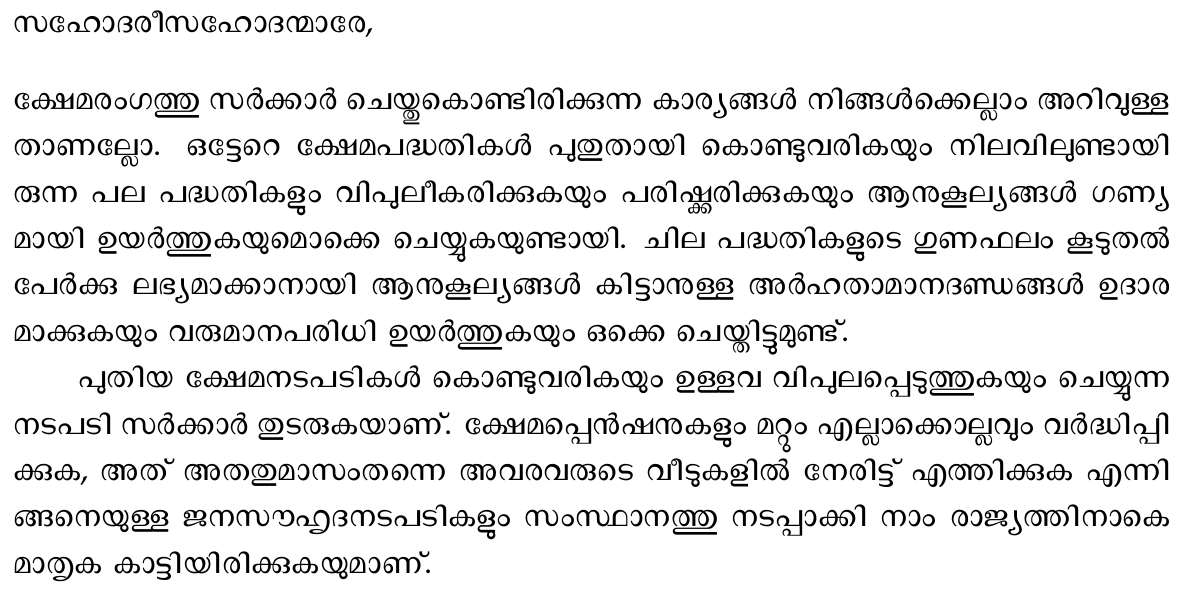 സഹോദരീസഹോദന്മാരേ,
ക്ഷേമരംഗത്തു സർക്കാർ ചെയ്തുകൊണ്ടിരിക്കുന്ന കാര്യങ്ങൾ നിങ്ങൾക്കെല്ലാം അറിവുള്ള
താണല്ലോ. ഒട്ടേറെ ക്ഷേമപദ്ധതികൾ പുതുതായി കൊണ്ടുവരികയും നിലവിലുണ്ടായി
രുന്ന പല പദ്ധതികളും വിപുലീകരിക്കുകയും പരിഷ്ക്കരിക്കുകയും ആനുകൂല്യങ്ങൾ ഗണ്യ
മായി ഉയർത്തുകയുമൊക്കെ ചെയ്യുകയുണ്ടായി. ചില പദ്ധതികളുടെ ഗുണഫലം കൂടുതൽ
പേർക്കു ലഭ്യമാക്കാനായി ആനുകൂല്യങ്ങൾ കിട്ടാനുള്ള അർഹതാമാനദണ്ഡങ്ങൾ ഉദാര
മാക്കുകയും വരുമാനപരിധി ഉയർത്തുകയും ഒക്കെ ചെയ്തിട്ടുമുണ്ട്.
പുതിയ ക്ഷേമനടപടികൾ കൊണ്ടുവരികയും ഉള്ളവ വിപുലപ്പെടുത്തുകയും ചെയ്യുന്ന
നടപടി സർക്കാർ തുടരുകയാണ്. ക്ഷേമപ്പെൻഷനുകളും മറ്റും എല്ലാക്കൊല്ലവും വർദ്ധിപ്പി
ക്കുക, അത് അതതുമാസംതന്നെ അവരവരുടെ വീടുകളിൽ നേരിട്ട് എത്തിക്കുക എന്നി
ങ്ങനെയുള്ള ജനസൗഹൃദനടപടികളും സംസ്ഥാനത്തു നടപ്പാക്കി നാം രാജ്യത്തിനാകെ
മാതൃക കാട്ടിയിരിക്കുകയുമാണ്.